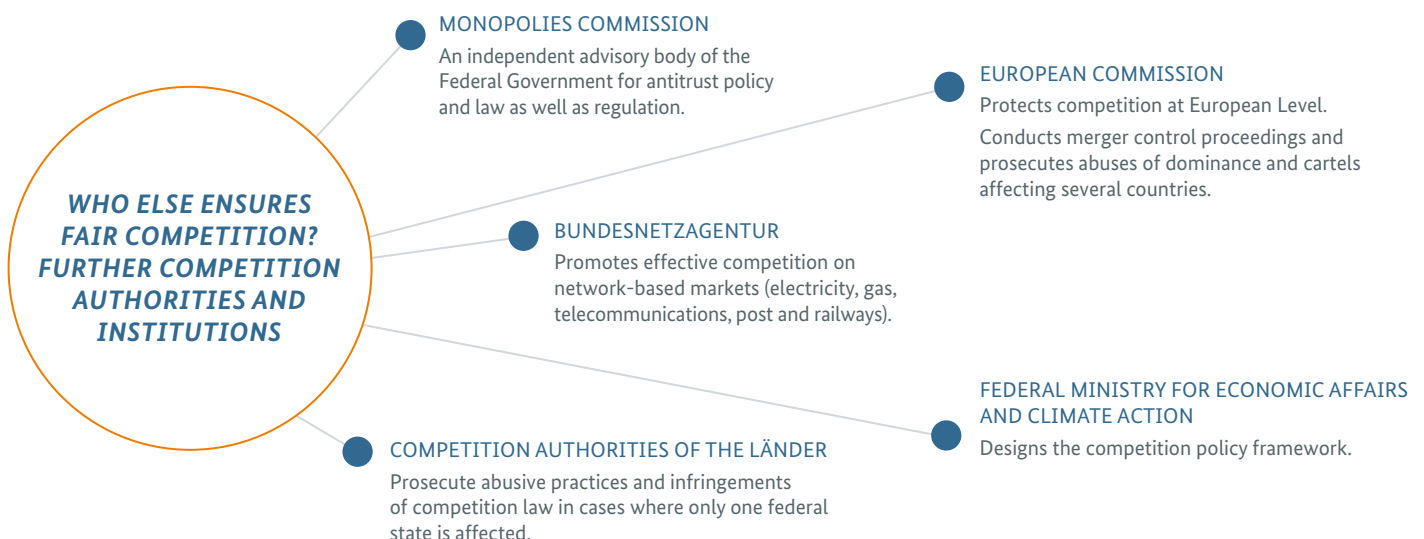 WHO ELSE ENSURES
FAIR COMPETITION?
FURTHER COMPETITION
AUTHORITIES AND
INSTITUTIONS
MONOPOLIES COMMISSION
An independent advisory body of the
Federal Government for antitrust policy
and law as well as regulation.
EUROPEAN COMMISSION
Protects competition at European Level.
Conducts merger control proceedings and
prosecutes abuses of dominance and cartels
affecting several countries.
BUNDESNETZAGENTUR
Promotes effective competition on
network-based markets (electricity, gas,
telecommunications, post and railways).
FEDERAL MINISTRY FOR ECONOMIC AFFAIRS
AND CLIMATE ACTION
Designs the competition policy framework.
COMPETITION AUTHORITIES OF THE LÄNDER
Prosecute abusive practices and infringements
of competition law in cases where only one federal
state is affected.